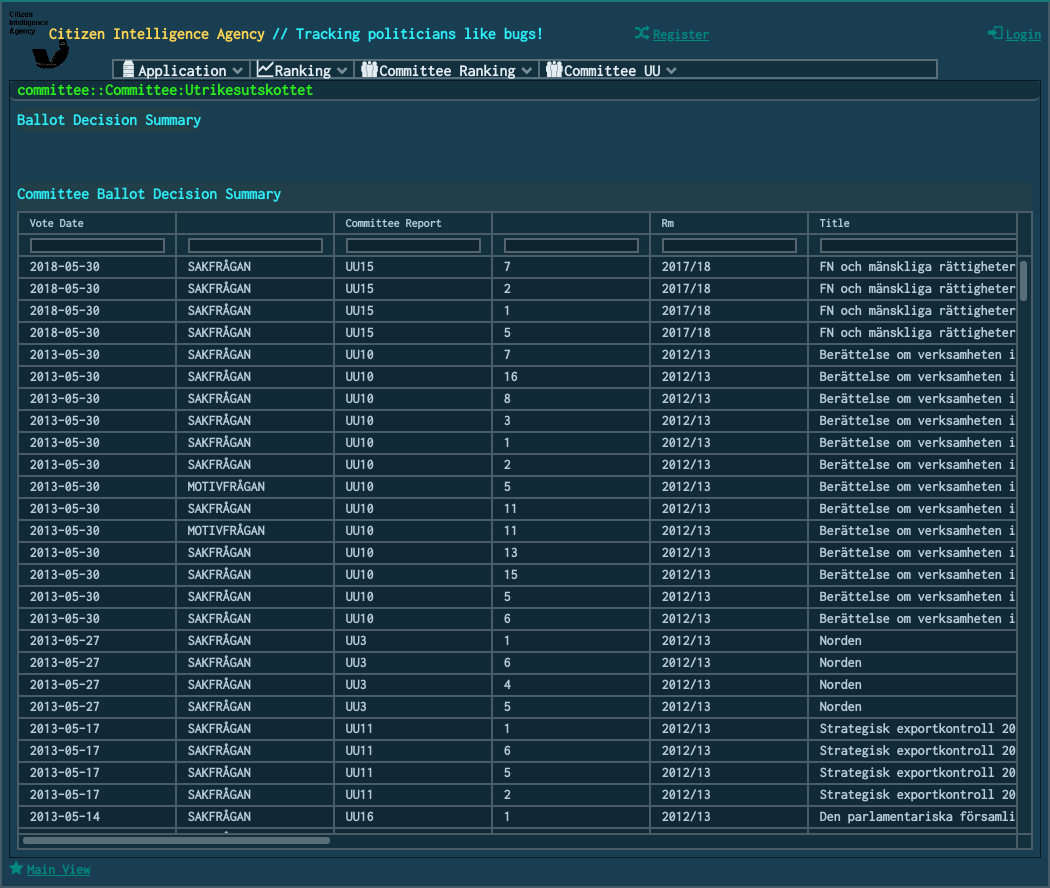 Citizen
Intelligence
Agency
Citizen Intelligence Agency // Tracking politicians like bugs!
Register
Login
Application Ranking Committee Ranking Committee UU
committee::Committee:Utrikesutskottet
Ballot Decision Summary
Committee Ballot Decision Summary
Vote Date Committee Report Rm Title
2018-05-30 SAKFRÅGAN UU15 7 2017/18 FN och mänskliga rättigheter
2018-05-30 SAKFRÅGAN UU15 2 2017/18 FN och mänskliga rättigheter
2018-05-30 SAKFRÅGAN UU15 1 2017/18 FN och mänskliga rättigheter
2018-05-30 SAKFRÅGAN UU15 5 2017/18 FN och mänskliga rättigheter
2013-05-30 SAKFRÅGAN UU10 7 2012/13 Berättelse om verksamheten i
2013-05-30 SAKFRÅGAN UU10 16 2012/13 Berättelse om verksamheten i
2013-05-30 SAKFRÅGAN UU10 8 2012/13 Berättelse om verksamheten i
2013-05-30 SAKFRÅGAN UU10 3 2012/13 Berättelse om verksamheten i
2013-05-30 SAKFRÅGAN UU10 1 2012/13 Berättelse om verksamheten i
2013-05-30 SAKFRÅGAN UU10 2 2012/13 Berättelse om verksamheten i
2013-05-30 MOTIVFRÅGAN UU10 5 2012/13 Berättelse om verksamheten i
2013-05-30 SAKFRÅGAN UU10 11 2012/13 Berättelse om verksamheten i
2013-05-30 MOTIVFRÅGAN UU10 11 2012/13 Berättelse om verksamheten i
2013-05-30 SAKFRÅGAN UU10 13 2012/13 Berättelse om verksamheten i
2013-05-30 SAKFRÅGAN UU10 15 2012/13 Berättelse om verksamheten i
2013-05-30 SAKFRÅGAN UU10 5 2012/13 Berättelse om verksamheten i
2013-05-30 SAKFRÅGAN UU10 6 2012/13 Berättelse om verksamheten i
2013-05-27 SAKFRÅGAN UU3 1 2012/13 Norden
2013-05-27 SAKFRÅGAN UU3 6 2012/13 Norden
2013-05-27 SAKFRÅGAN UU3 4 2012/13 Norden
2013-05-27 SAKFRÅGAN UU3 5 2012/13 Norden
2013-05-17 SAKFRÅGAN UU11 1 2012/13 Strategisk exportkontroll 20
2013-05-17 SAKFRÅGAN UU11 6 2012/13 Strategisk exportkontroll 20
2013-05-17 SAKFRÅGAN UU11 5 2012/13 Strategisk exportkontroll 20
2013-05-17 SAKFRÅGAN UU11 2 2012/13 Strategisk exportkontroll 20
2013-05-14 SAKFRÅGAN UU16 1 2012/13 Den parlamentariska församli
Main View